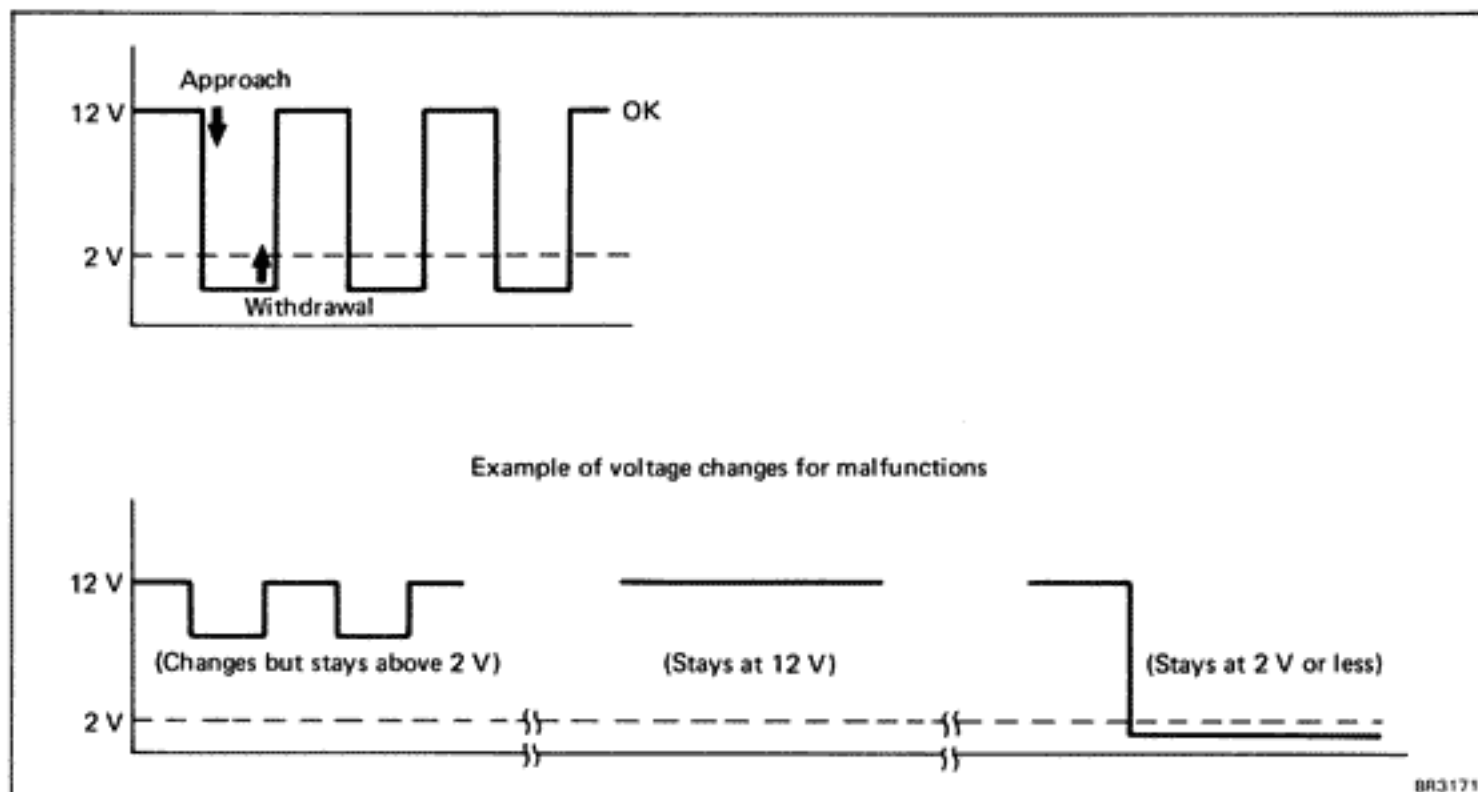 Approach
12 V
OK
2 V
Withdrawal
Example of voltage changes for malfunctions
12 V
(Changes but stays above 2 V)
(Stays at 12 V)
(Stays at 2 V or less)
2 V
BR3171